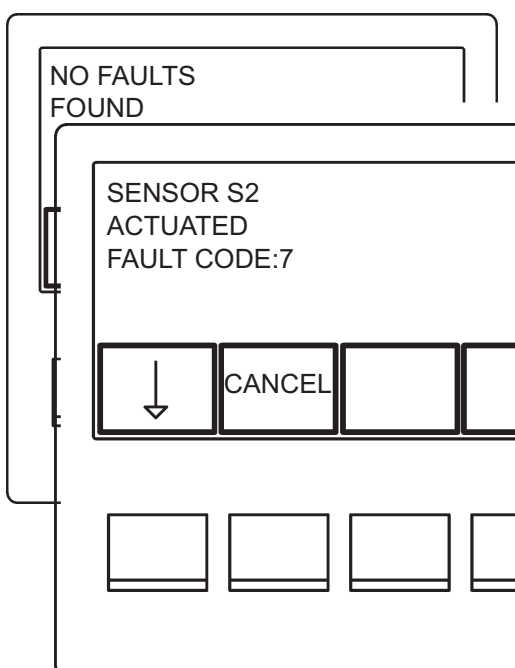 NO FAULTS
FOUND
SENSOR S2
ACTUATED
FAULT CODE:7
CANCEL